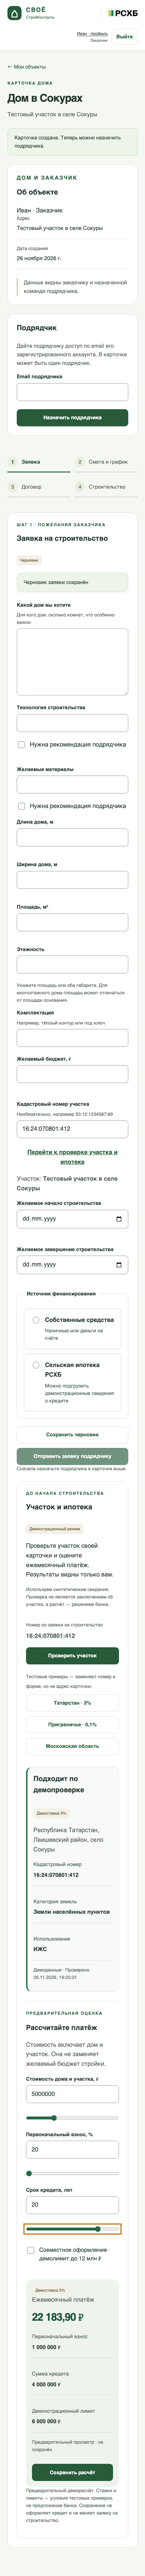 СВОЁ
СтройКонтроль
РСХБ
Иван · профиль
Заказчик
Выйти
← Мои объекты
КАРТОЧКА ДОМА
Дом в Сокурах
Тестовый участок в селе Сокуры
Карточка создана. Теперь можно назначить
подрядчика.
ДОМ И ЗАКАЗЧИК
Об объекте
Иван · Заказчик
Адрес
Тестовый участок в селе Сокуры
Дата создания
26 ноября 2026 г.
Данные видны заказчику и назначенной
команде подрядчика.
Подрядчик
Дайте подрядчику доступ по email его
зарегистрированного аккаунта. В карточке
может быть один подрядчик.
Email подрядчика
Назначить подрядчика
1 Заявка
2 Смета и график
3 Договор
4 Строительство
ШАГ 1 · ПОЖЕЛАНИЯ ЗАКАЗЧИКА
Заявка на строительство
Черновик
Черновик заявки сохранён
Какой дом вы хотите
Для кого дом, сколько комнат, что особенно
важно
Технология строительства
Нужна рекомендация подрядчика
Желаемые материалы
Нужна рекомендация подрядчика
Длина дома, м
Ширина дома, м
Площадь, м²
Этажность
Укажите площадь или оба габарита. Для
многоэтажного дома площадь может отличаться
от площади основания.
Комплектация
Например, тёплый контур или под ключ
Желаемый бюджет, ₽
Кадастровый номер участка
Необязательно, например 50:12:1234567:89
16:24:070801:412
Перейти к проверке участка и
ипотеке
Участок: Тестовый участок в селе
Сокуры
Желаемое начало строительства
дд.мм.гггг
Желаемое завершение строительства
дд.мм.гггг
Источник финансирования
Собственные средства
Наличные или деньги на
счёте
Сельская ипотека
РСХБ
Можно подгрузить
демонстрационные сведения
о кредите
Сохранить черновик
Отправить заявку подрядчику
Сначала назначьте подрядчика в карточке выше.
ДО НАЧАЛА СТРОИТЕЛЬСТВА
Участок и ипотека
Демонстрационный режим
Проверьте участок своей
карточки и оцените
ежемесячный платёж.
Результаты видны только вам.
Используем синтетические сведения.
Проверка не является заключением об
участке, а расчёт — решением банка.
Номер из заявки на строительство
16:24:070801:412
Проверить участок
Тестовые примеры — заменяют номер в
форме, но не адрес карточки:
Татарстан · 3%
Приграничье · 0,1%
Московская область
Подходит по
демопроверке
Демоставка 3%
Республика Татарстан,
Лаишевский район, село
Сокуры
Кадастровый номер
16:24:070801:412
Категория земель
Земли населённых пунктов
Использование
ИЖС
Демоданные · Проверено
26.11.2026, 19:25:01
ПРЕДВАРИТЕЛЬНАЯ ОЦЕНКА
Рассчитайте платёж
Стоимость включает дом и
участок. Она не заменяет
желаемый бюджет стройки.
Стоимость дома и участка, ₽
5000000
Первоначальный взнос, %
20
Срок кредита, лет
20
Совместное оформление ·
демолимит до 12 млн ₽
Демоставка 3%
Ежемесячный платёж
22 183,90 ₽
Первоначальный взнос
1 000 000 ₽
Сумма кредита
4 000 000 ₽
Демонстрационный лимит
6 000 000 ₽
Предварительный просмотр · не
сохранён
Сохранить расчёт
Предварительный деморасчёт. Ставки и
лимиты — условия тестовых примеров,
не предложение банка. Сохранение не
оформляет кредит и не меняет заявку на
строительство.